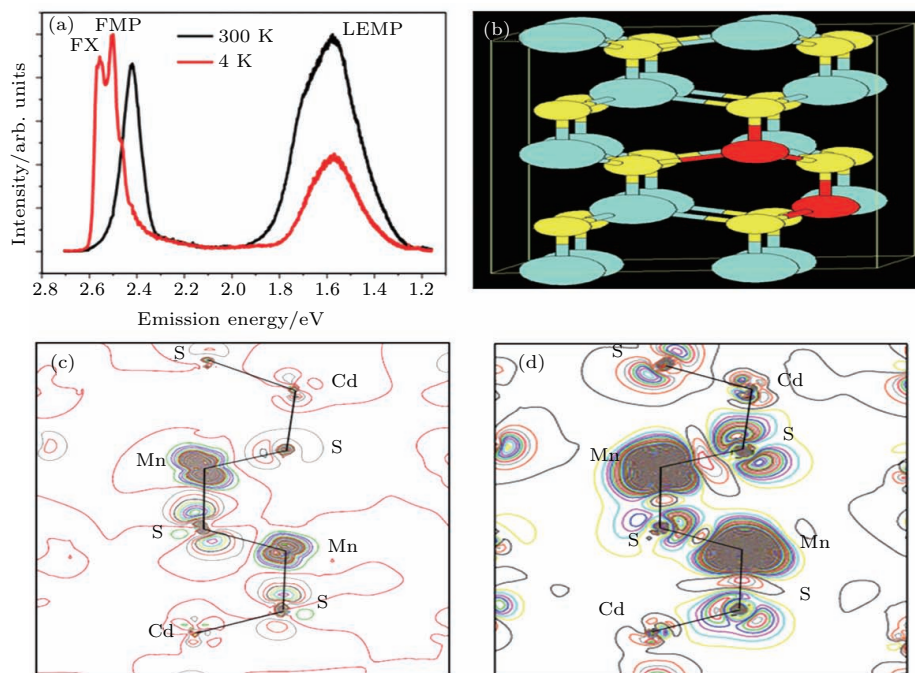 (a)
FMP
FX
LEMP
300 K
4 K
Intensity/arb. units
2.8 2.6 2.4 2.2 2.0 1.8 1.6 1.4 1.2
Emission energy/eV
(b)
(c)
S
Cd
S
Mn
S
Mn
S
Cd
(d)
S
Cd
S
Mn
S
Mn
S
Cd